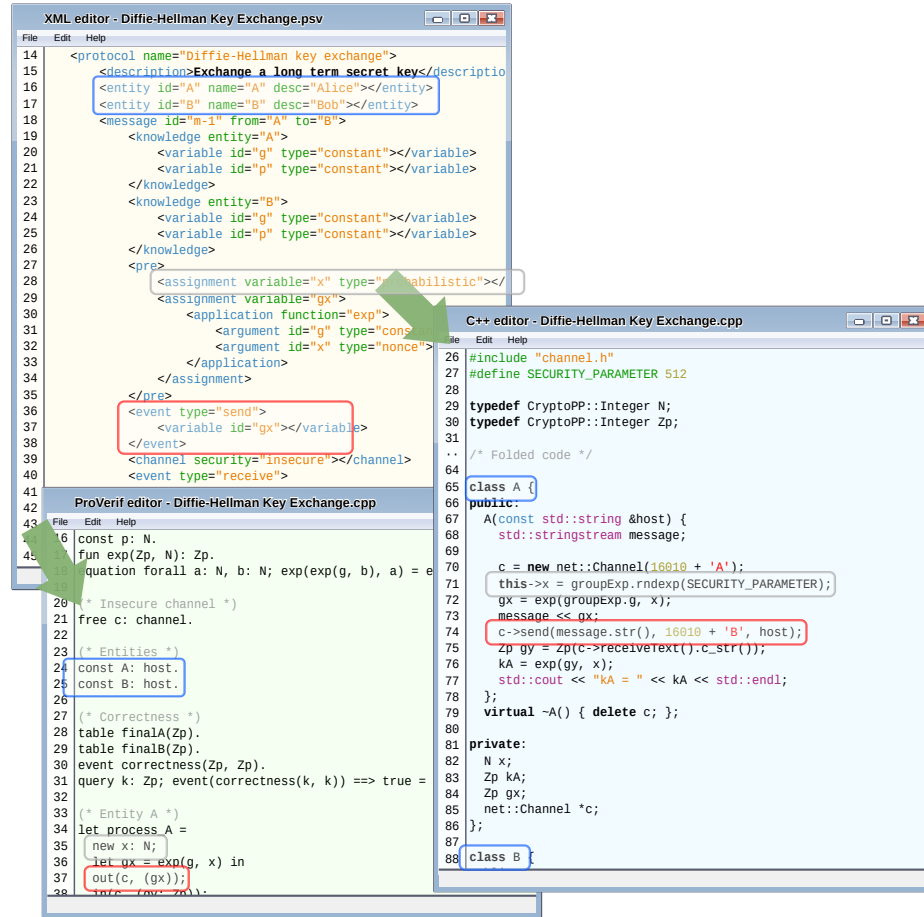 XML editor - Diffie-Hellman Key Exchange.psv
File Edit Help
14 <protocol name="Diffie-Hellman key exchange">
15 <description>Exchange a long term secret key</descriptio
16 <entity id="A" name="A" desc="Alice"></entity>
17 <entity id="B" name="B" desc="Bob"></entity>
18 <message id="m-1" from="A" to="B">
19 <knowledge entity="A">
20 <variable id="g" type="constant"></variable>
21 <variable id="p" type="constant"></variable>
22 </knowledge>
23 <knowledge entity="B">
24 <variable id="g" type="constant"></variable>
25 <variable id="p" type="constant"></variable>
26 </knowledge>
27 <pre>
28 <assignment variable="x" type="probabilistic"></
29 <assignment variable="gx">
30 <application function="exp">
31 <argument id="g" type="constan
32 <argument id="x" type="nonce">
33 </application>
34 </assignment>
35 </pre>
36 <event type="send">
37 <variable id="gx"></variable>
38 </event>
39 <channel security="insecure"></channel>
40 <event type="receive">
41
42
43
44
45
ProVerif editor - Diffie-Hellman Key Exchange.cpp
File Edit Help
16 const p: N.
17 fun exp(Zp, N): Zp.
18 equation forall a: N, b: N; exp(exp(g, b), a) = e
19
20 (* Insecure channel *)
21 free c: channel.
22
23 (* Entities *)
24 const A: host.
25 const B: host.
26
27 (* Correctness *)
28 table finalA(Zp).
29 table finalB(Zp).
30 event correctness(Zp, Zp).
31 query k: Zp; event(correctness(k, k)) ==> true =
32
33 (* Entity A *)
34 let process_A =
35 new x: N;
36 let gx = exp(g, x) in
37 out(c, (gx));
38 in(c, (gy: Zp));
C++ editor - Diffie-Hellman Key Exchange.cpp
File Edit Help
26 #include "channel.h"
27 #define SECURITY_PARAMETER 512
28
29 typedef CryptoPP::Integer N;
30 typedef CryptoPP::Integer Zp;
31
·· /* Folded code */
64
65 class A {
66 public:
67 A(const std::string &host) {
68 std::stringstream message;
69
70 c = new net::Channel(16010 + 'A');
71 this->x = groupExp.rndexp(SECURITY_PARAMETER);
72 gx = exp(groupExp.g, x);
73 message << gx;
74 c->send(message.str(), 16010 + 'B', host);
75 Zp gy = Zp(c->receiveText().c_str());
76 kA = exp(gy, x);
77 std::cout << "kA = " << kA << std::endl;
78 };
79 virtual ~A() { delete c; };
80
81 private:
82 N x;
83 Zp kA;
84 Zp gx;
85 net::Channel *c;
86 };
87
88 class B {